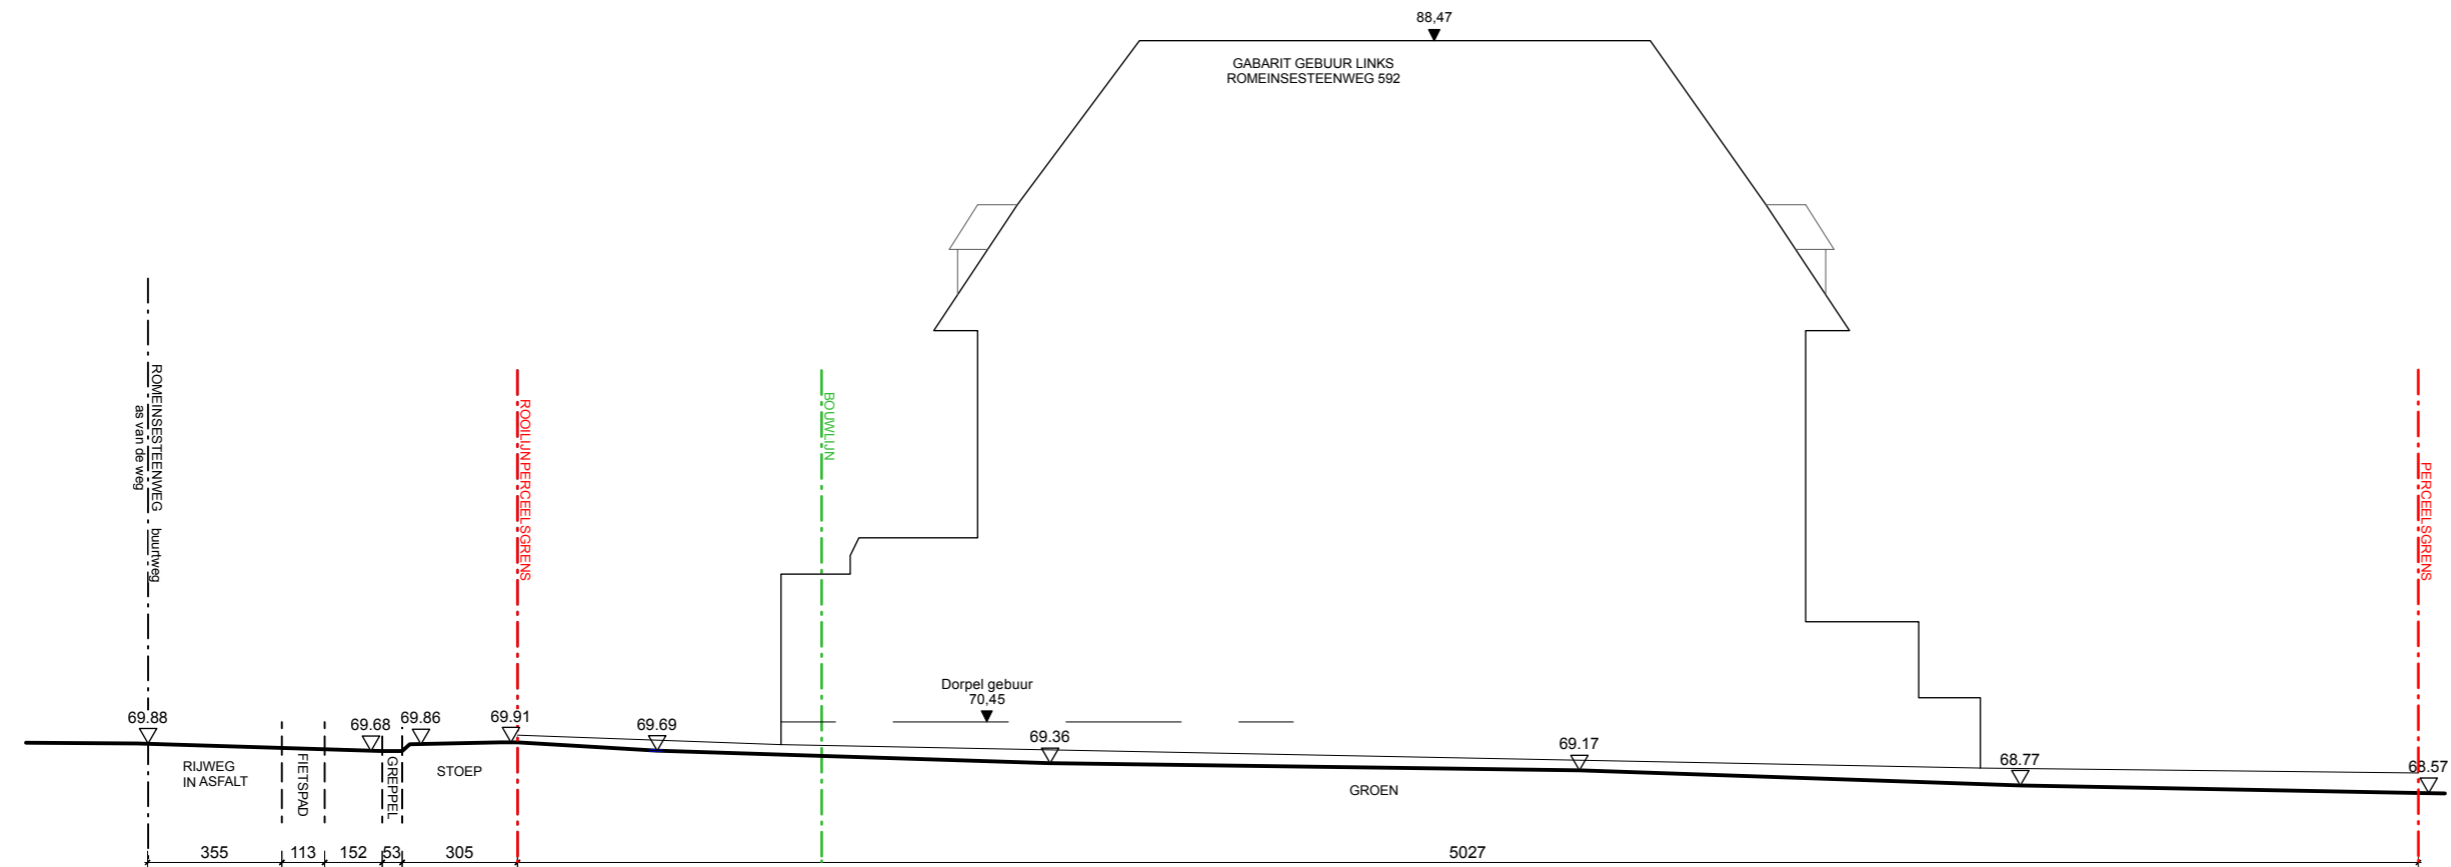 88,47
GABARIT GEBUUR LINKS
ROMEINSESTEENWEG 592
ROMEINSESTEENWEG buurtweg
as van de weg
ROOILIJN/PERCEELSGRENS
BOUWLIJN
PERCEELSGRENS
Dorpel gebuur
70,45
69.88
69.68
69.86
69.91
69.69
69.36
69.17
68.77
68.57
RIJWEG
IN ASFALT
FIETSPAD
GREPPEL
STOEP
GROEN
355
113
152
53
305
5027